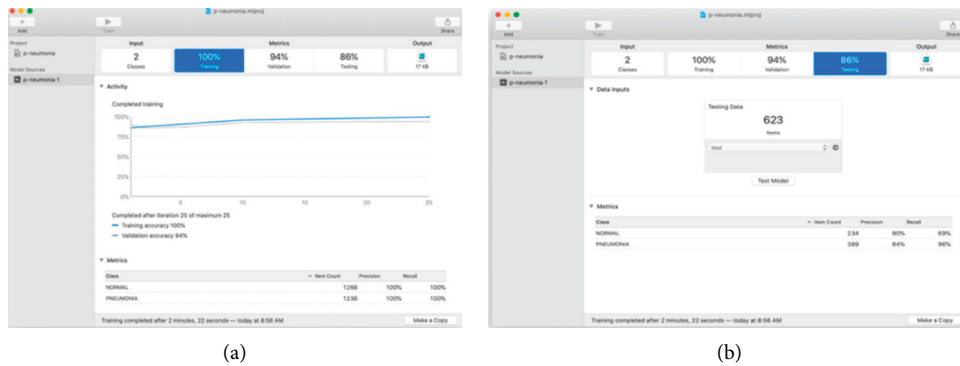 p-neumonia.mlproj
+ Add
Train
Share
Project
p-neumonia
Model Sources
p-neumonia 1
Input Metrics Output
2 100% 94% 86%
Classes Training Validation Testing 17 KB
Activity
Completed training
100%
75%
50%
25%
0%
5 10 15 20 25
Completed after iteration 25 of maximum 25
Training accuracy 100%
Validation accuracy 94%
Metrics
Class Item Count Precision Recall
NORMAL 1266 100% 100%
PNEUMONIA 1236 100% 100%
Training completed after 2 minutes, 22 seconds — today at 8:56 AM Make a Copy
(a)
p-neumonia.mlproj
+ Add
Train
Share
Project
p-neumonia
Model Sources
p-neumonia 1
Input Metrics Output
2 100% 94% 86%
Classes Training Validation Testing 17 KB
Data Inputs
Testing Data
623
Items
test
Test Model
Metrics
Class Item Count Precision Recall
NORMAL 234 90% 69%
PNEUMONIA 389 84% 96%
Training completed after 2 minutes, 22 seconds — today at 8:56 AM Make a Copy
(b)